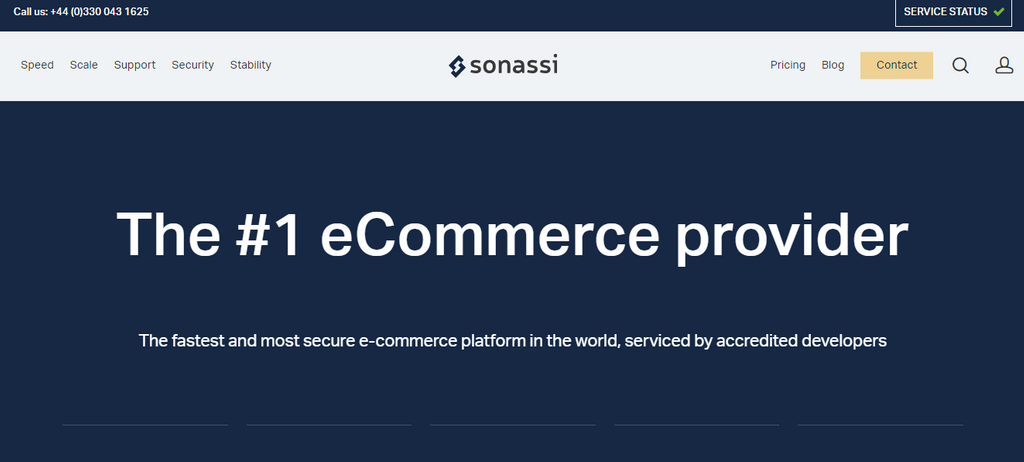 Call us: +44 (0)330 043 1625
SERVICE STATUS
Speed Scale Support Security Stability
sonassi
Pricing Blog Contact
The #1 eCommerce provider
The fastest and most secure e-commerce platform in the world, serviced by accredited developers